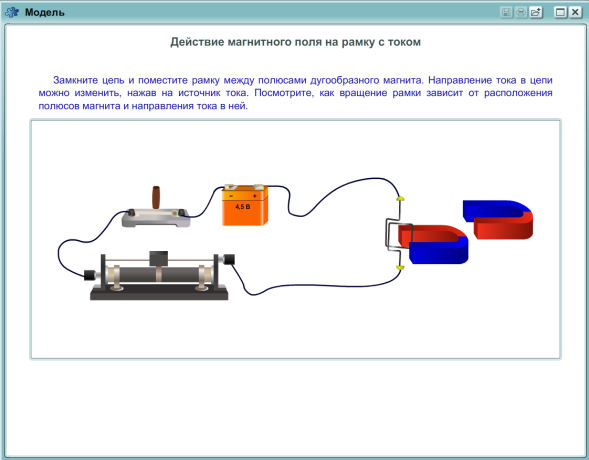 Модель
Действие магнитного поля на рамку с током
Замкните цепь и поместите рамку между полюсами дугообразного магнита. Направление тока в цепи
можно изменить, нажав на источник тока. Посмотрите, как вращение рамки зависит от расположения
полюсов магнита и направления тока в ней.
– +
4,5 В